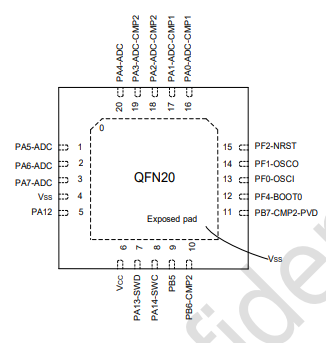 PA4-ADC
PA3-ADC-CMP2
PA2-ADC-CMP2
PA1-ADC-CMP1
PA0-ADC-CMP1
20 19 18 17 16
0
PA5-ADC 1
PA6-ADC 2
PA7-ADC 3
Vss 4
PA12 5
QFN20
Exposed pad
15 PF2-NRST
14 PF1-OSCO
13 PF0-OSCI
12 PF4-BOOT0
11 PB7-CMP2-PVD
Vss
6 7 8 9 10
Vcc
PA13-SWD
PA14-SWC
PB5
PB6-CMP2